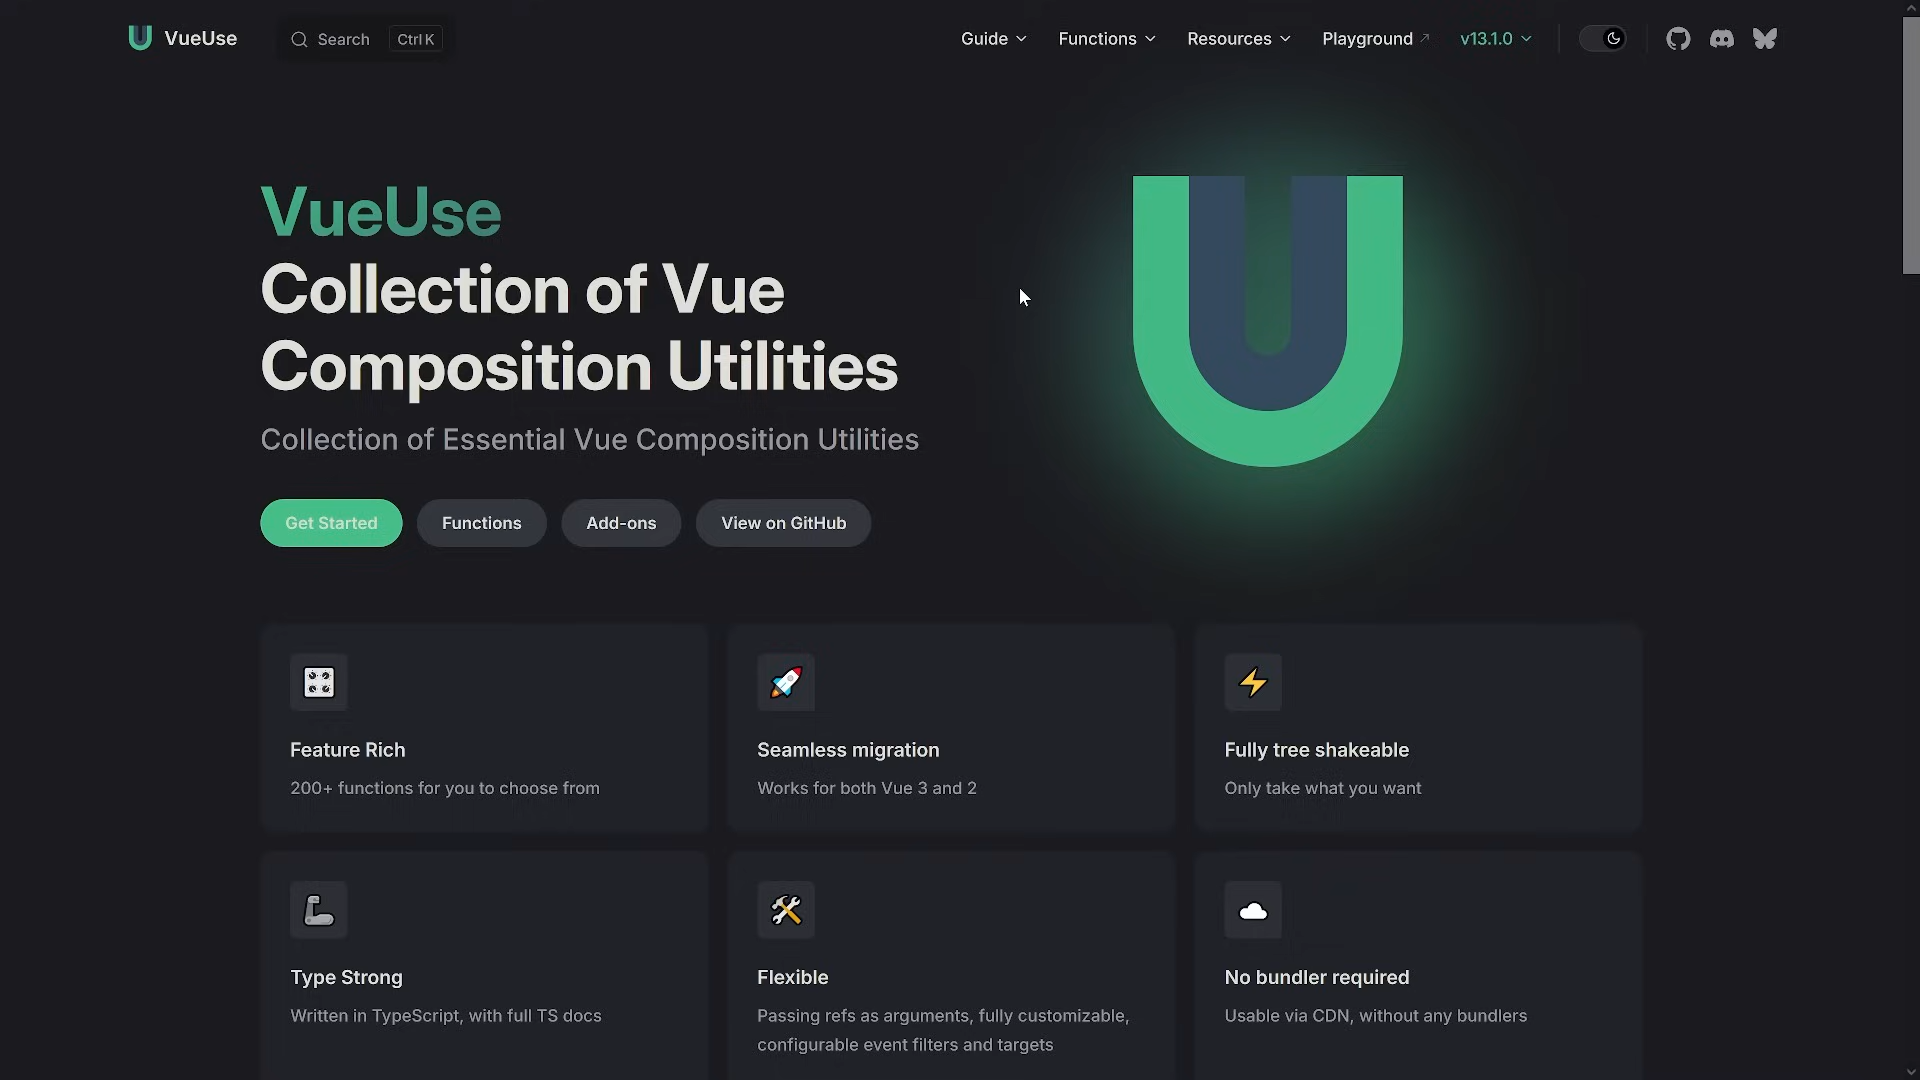 VueUse
Search
Ctrl K
Guide
Functions
Resources
Playground
v13.1.0
VueUse
Collection of Vue
Composition Utilities
Collection of Essential Vue Composition Utilities
Get Started
Functions
Add-ons
View on GitHub
Feature Rich
200+ functions for you to choose from
Seamless migration
Works for both Vue 3 and 2
Fully tree shakeable
Only take what you want
Type Strong
Written in TypeScript, with full TS docs
Flexible
Passing refs as arguments, fully customizable,
configurable event filters and targets
No bundler required
Usable via CDN, without any bundlers